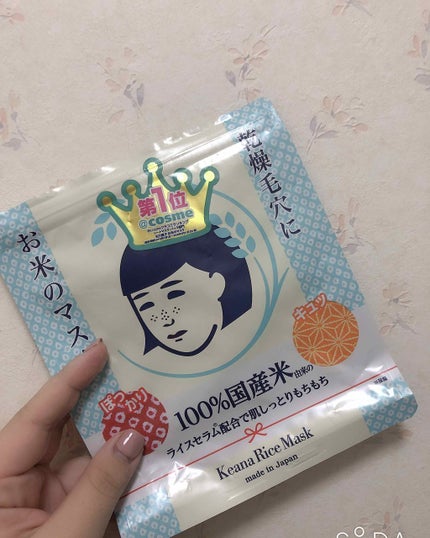 乾燥毛穴に
お米のマス
第1位
@cosme
キュッ
ぽっかり
100%国産米由来の
ライスセラム配合で肌しっとりもちもち
Keana Rice Mask
made in Japan